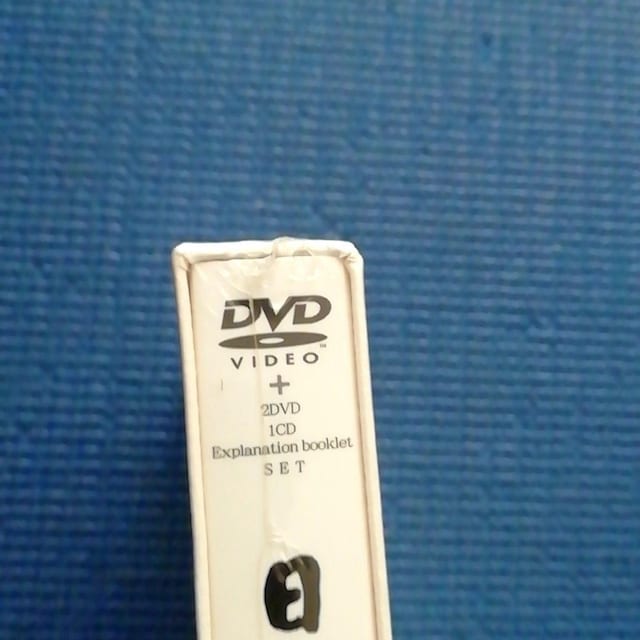 DVD
VIDEO
+
2DVD
1CD
Explanation booklet
SET